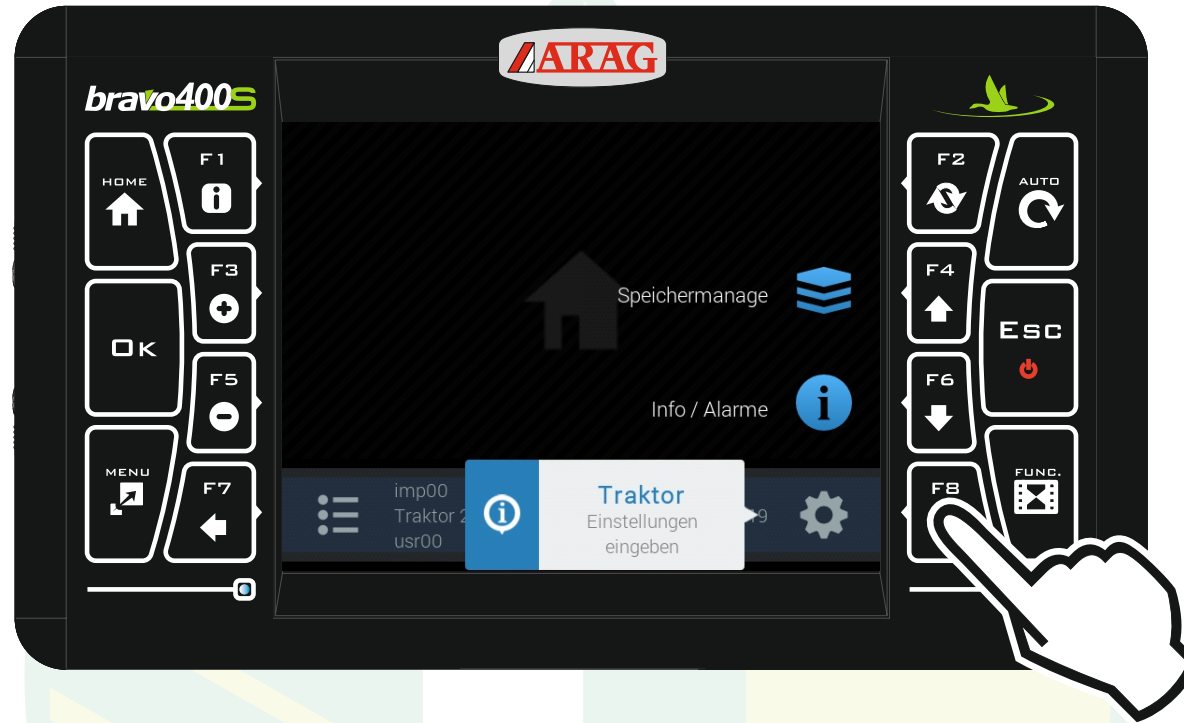 ARAG
bravo400S
HOME
F1
F3
OK
F5
MENU
F7
Speichermanage
Info / Alarme
imp00
Traktor 2
usr00
Traktor
Einstellungen
eingeben
19
F2
AUTO
F4
ESC
F6
FUNC.
F8